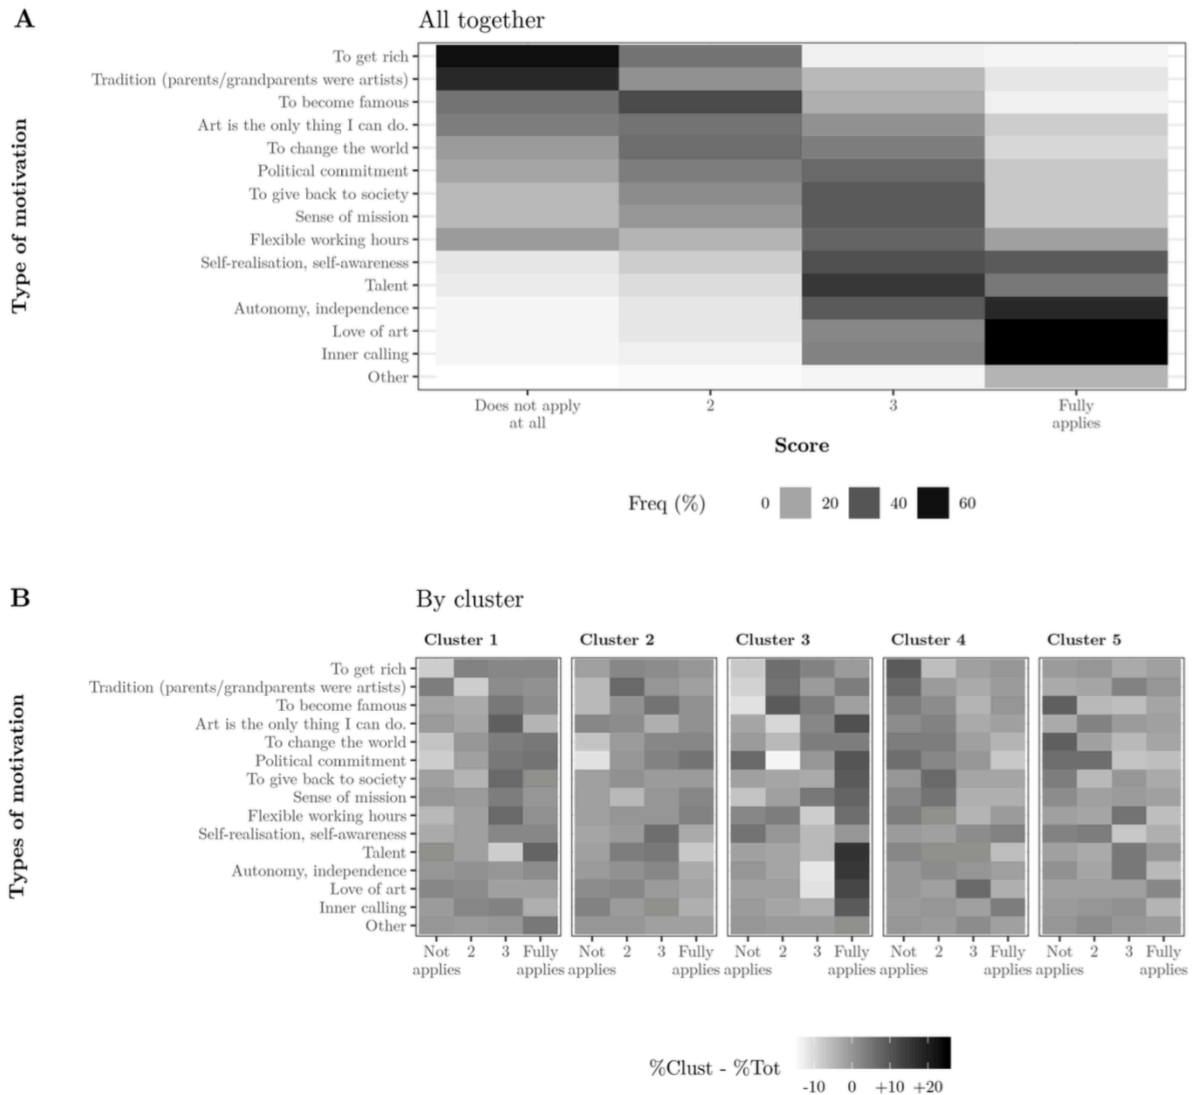 A
All together
Type of motivation
To get rich
Tradition (parents/grandparents were artists)
To become famous
Art is the only thing I can do.
To change the world
Political commitment
To give back to society
Sense of mission
Flexible working hours
Self-realisation, self-awareness
Talent
Autonomy, independence
Love of art
Inner calling
Other
Does not apply at all
2
3
Fully applies
Score
Freq (%)
0 20 40 60
B
By cluster
Cluster 1 Cluster 2 Cluster 3 Cluster 4 Cluster 5
Types of motivation
To get rich
Tradition (parents/grandparents were artists)
To become famous
Art is the only thing I can do.
To change the world
Political commitment
To give back to society
Sense of mission
Flexible working hours
Self-realisation, self-awareness
Talent
Autonomy, independence
Love of art
Inner calling
Other
Not 2 3 Fully Not 2 3 Fully Not 2 3 Fully Not 2 3 Fully Not 2 3 Fully
applies applies applies applies applies applies applies applies applies applies
%Clust - %Tot
-10 0 +10 +20